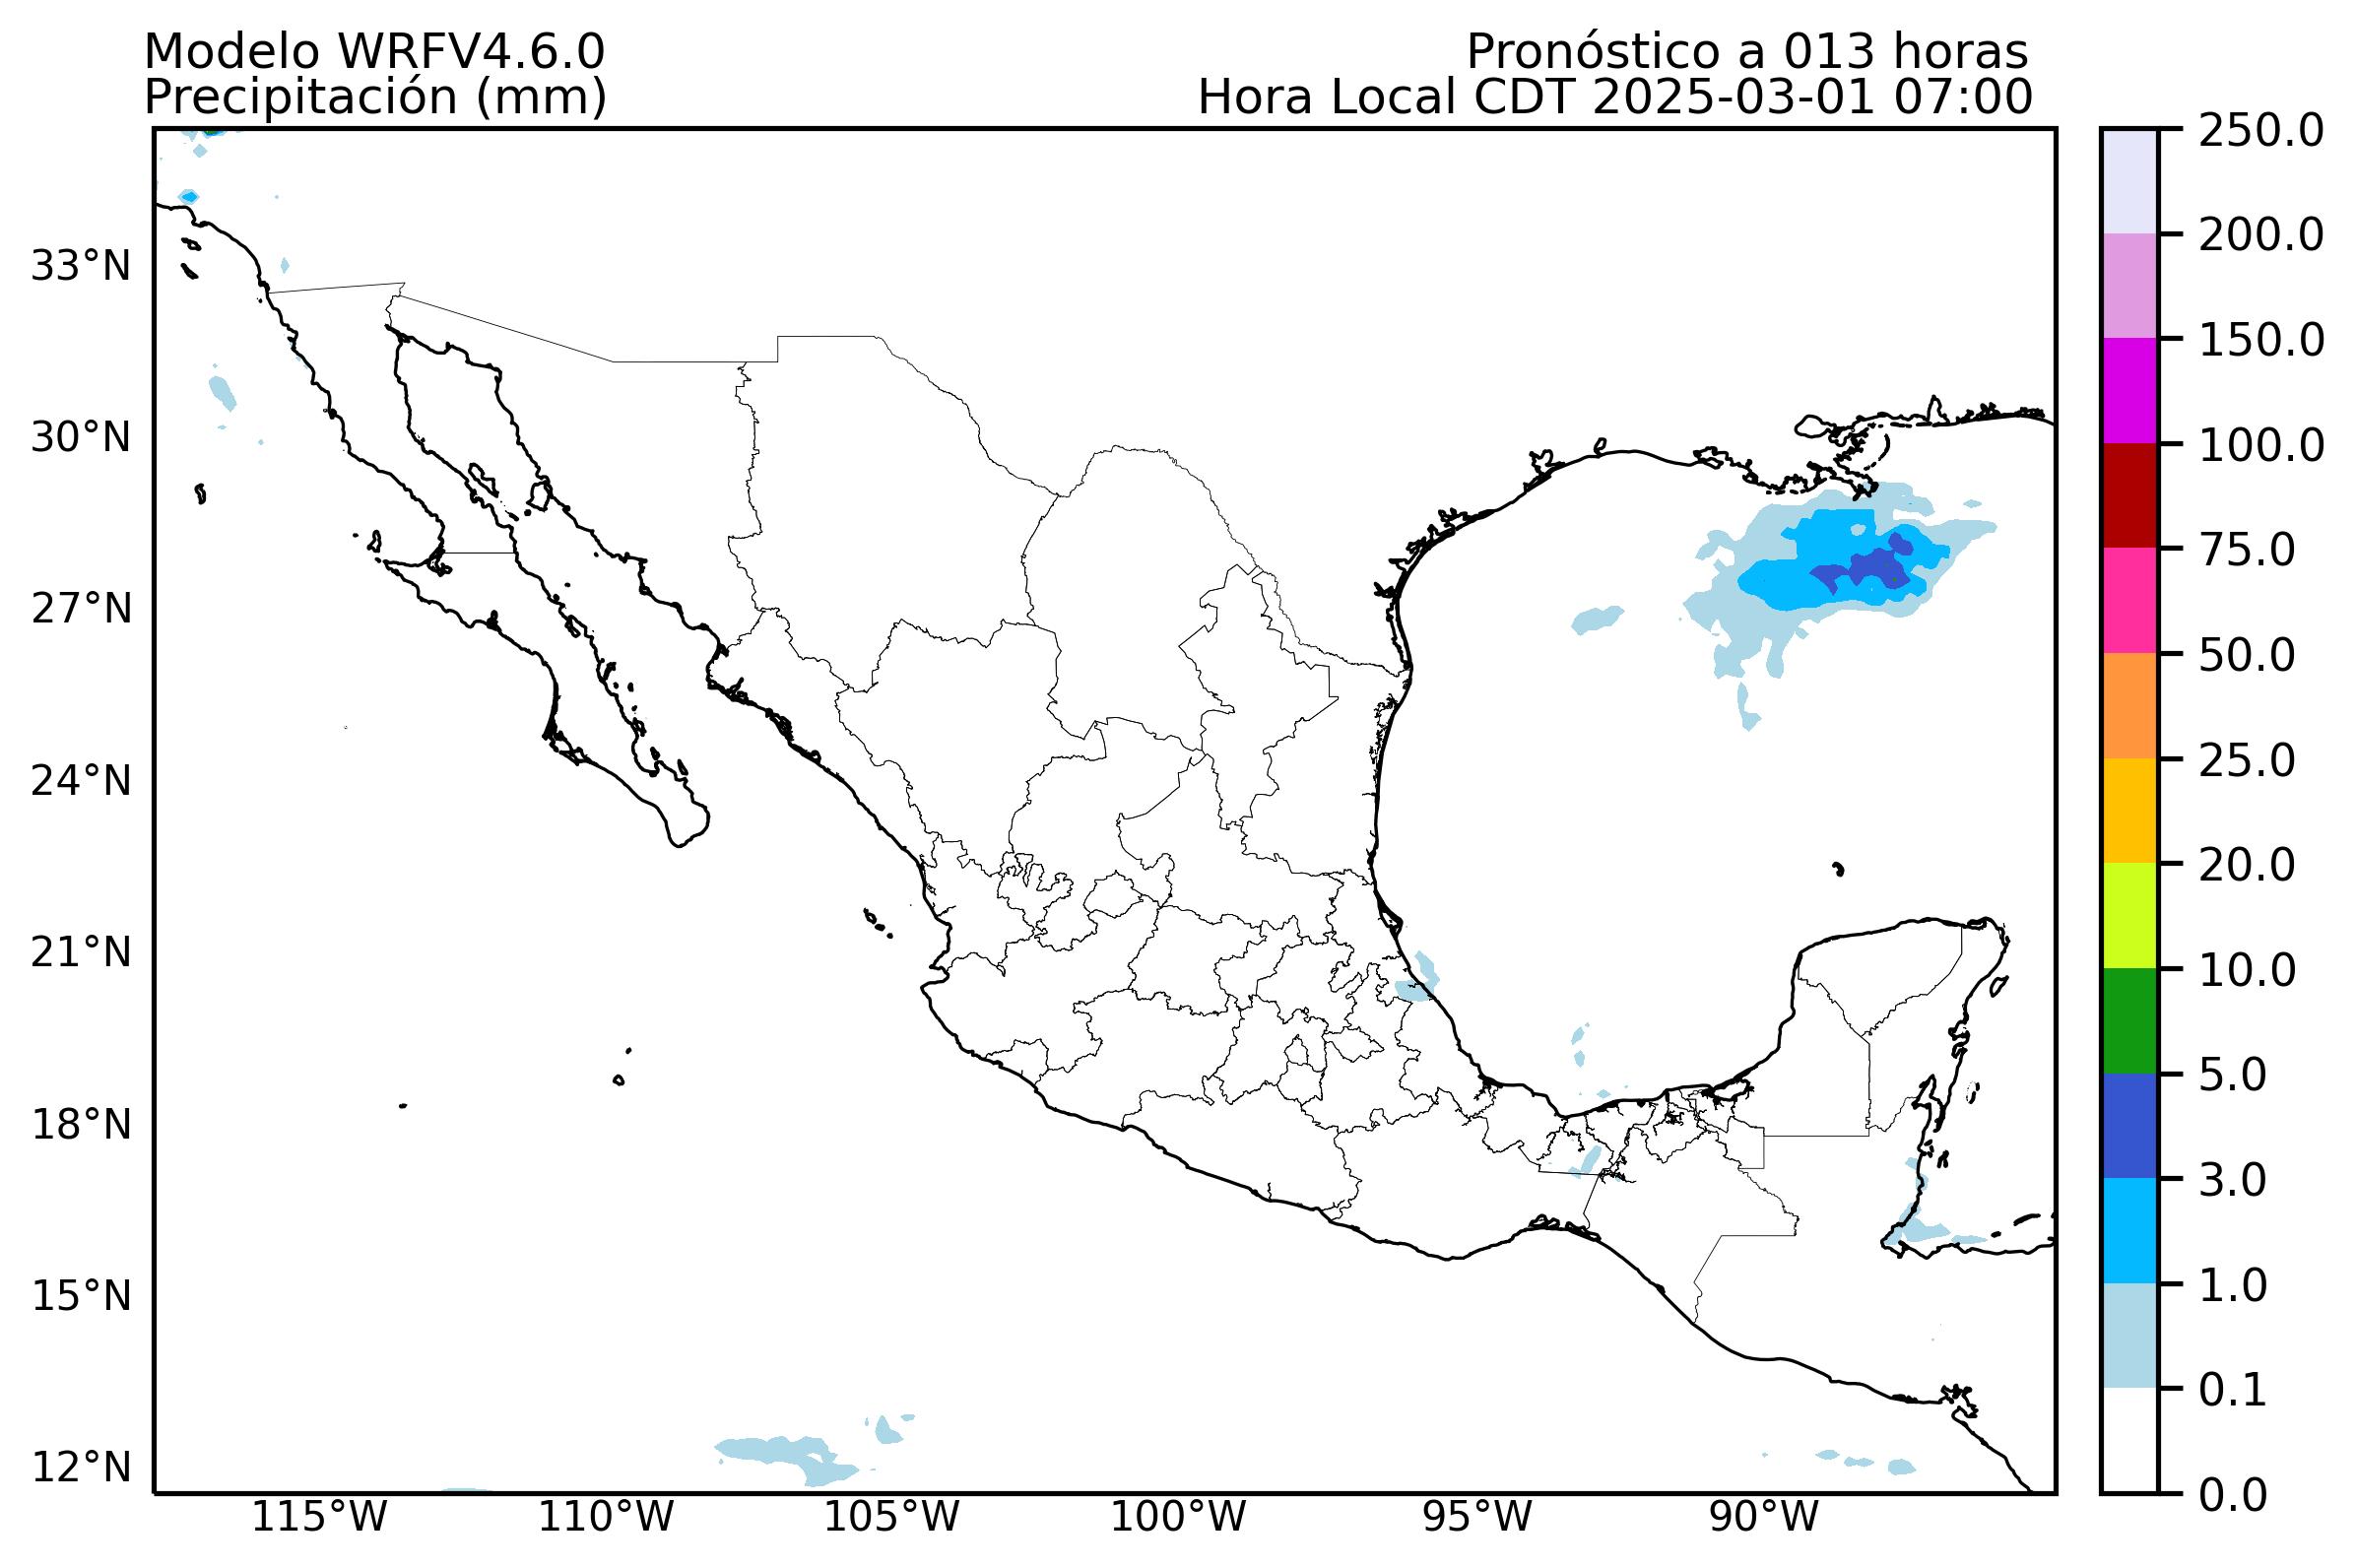 Modelo WRFV4.6.0
Precipitación (mm)
Pronóstico a 013 horas
Hora Local CDT 2025-03-01 07:00
33°N
30°N
27°N
24°N
21°N
18°N
15°N
12°N
115°W
110°W
105°W
100°W
95°W
90°W
250.0
200.0
150.0
100.0
75.0
50.0
25.0
20.0
10.0
5.0
3.0
1.0
0.1
0.0